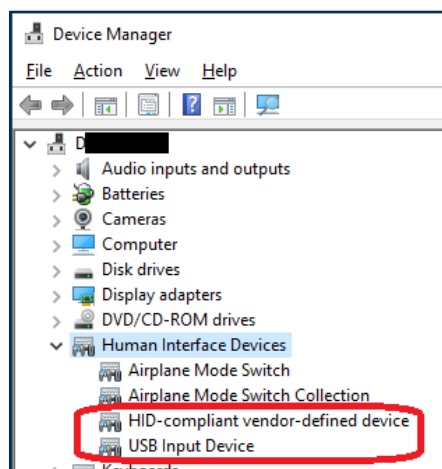 Device Manager
File Action View Help
D
Audio inputs and outputs
Batteries
Cameras
Computer
Disk drives
Display adapters
DVD/CD-ROM drives
Human Interface Devices
Airplane Mode Switch
Airplane Mode Switch Collection
HID-compliant vendor-defined device
USB Input Device